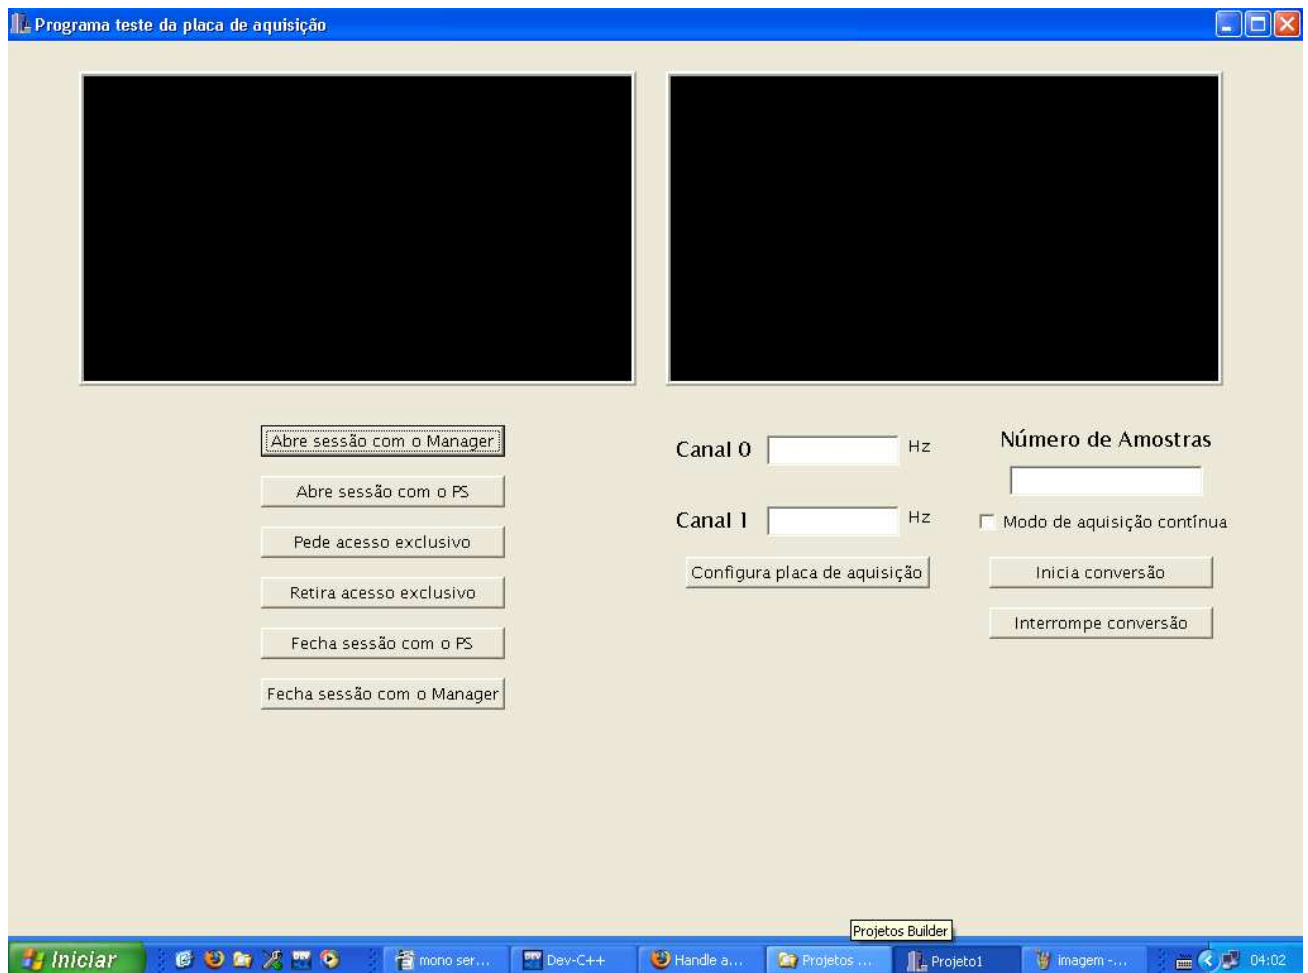 Programa teste da placa de aquisição
Abre sessão com o Manager
Abre sessão com o PS
Pede acesso exclusivo
Retira acesso exclusivo
Fecha sessão com o PS
Fecha sessão com o Manager
Canal 0 Hz
Canal 1 Hz
Configura placa de aquisição
Número de Amostras
Modo de aquisição contínua
Inicia conversão
Interrompe conversão
Projetos Builder
Iniciar mono ser... Dev-C++ Handle a... Projetos ... Projeto1 imagem -... 04:02